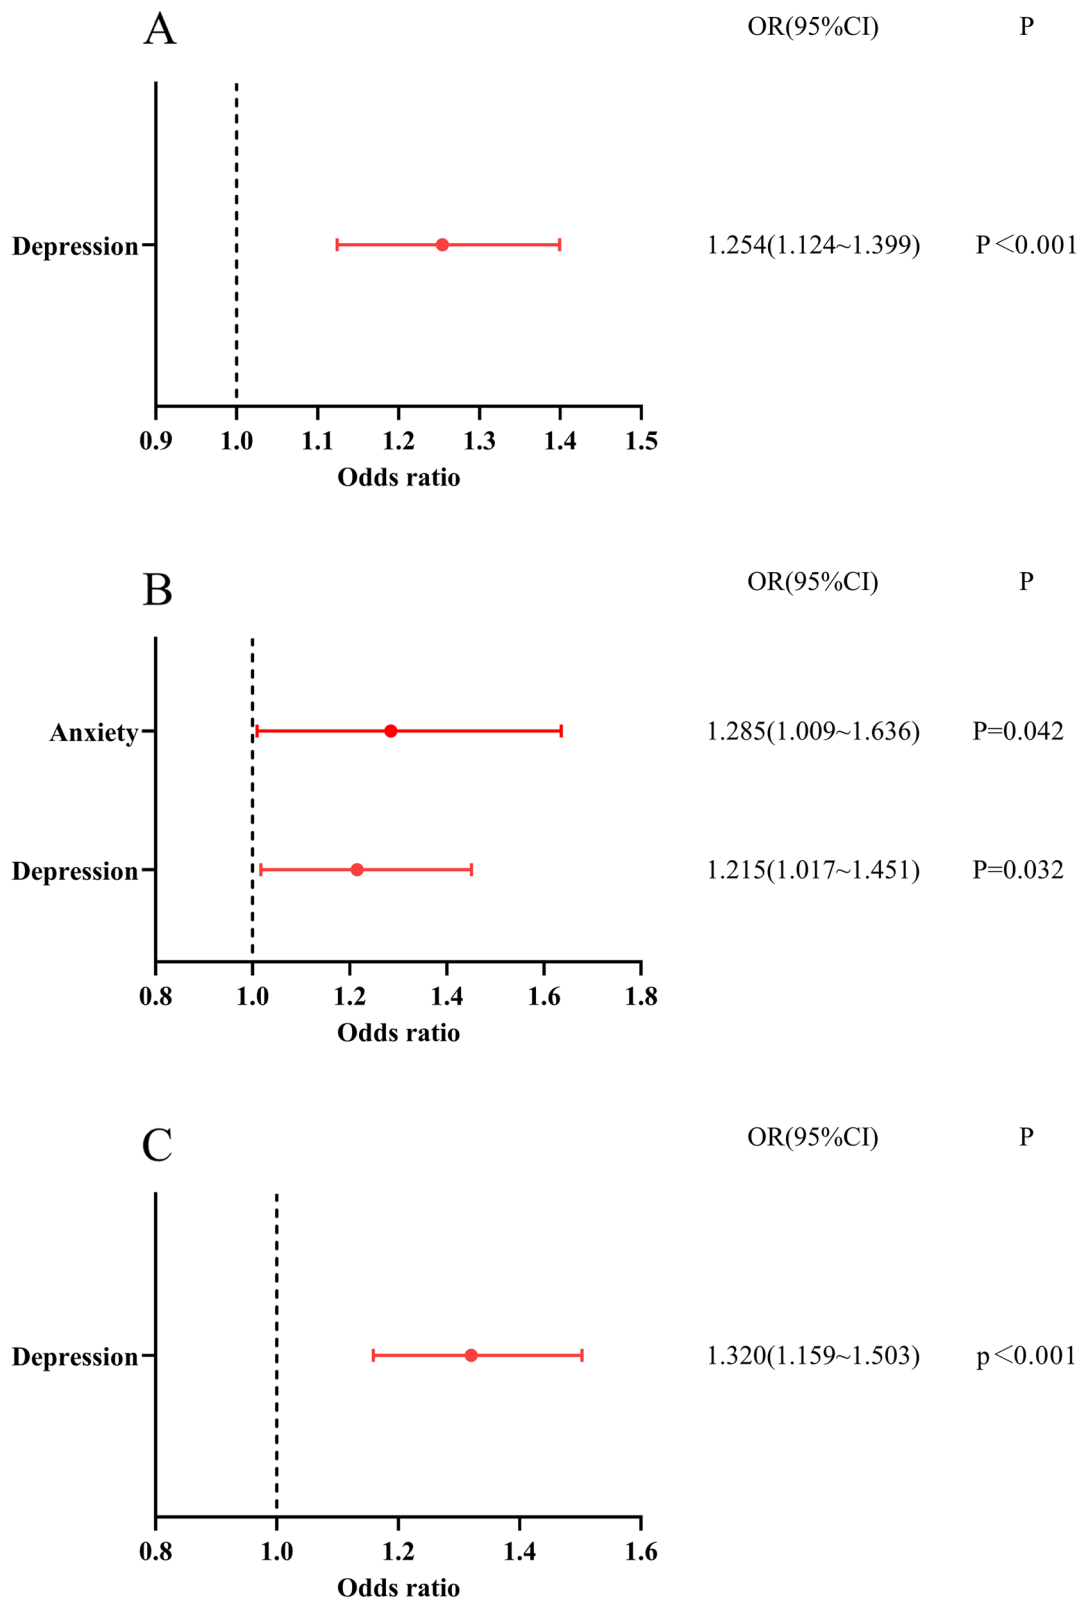 A OR(95%CI) P
Depression 1.254(1.124~1.399) P<0.001
0.9 1.0 1.1 1.2 1.3 1.4 1.5
Odds ratio
B OR(95%CI) P
Anxiety 1.285(1.009~1.636) P=0.042
Depression 1.215(1.017~1.451) P=0.032
0.8 1.0 1.2 1.4 1.6 1.8
Odds ratio
C OR(95%CI) P
Depression 1.320(1.159~1.503) p<0.001
0.8 1.0 1.2 1.4 1.6
Odds ratio